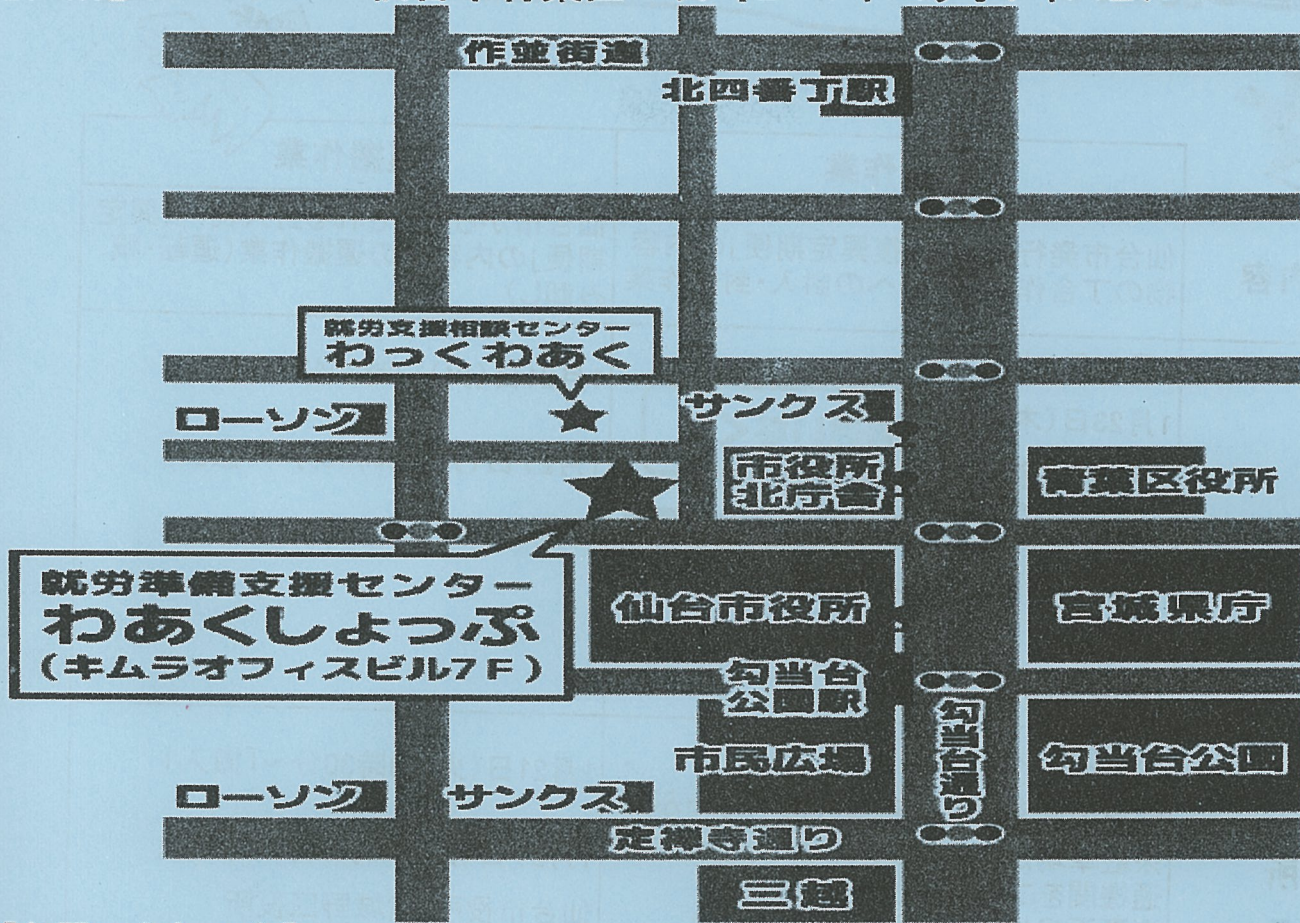 作並街道
北四番丁駅
就労支援相談センター
わっくわあく
ローソン
サンクス
市役所
北庁舎
青葉区役所
就労準備支援センター
わあくしょっぷ
(キムラオフィスビル7F)
仙台市役所
宮城県庁
勾当台
公園駅
勾当台通り
市民広場
勾当台公園
ローソン
サンクス
定禅寺通り
三越